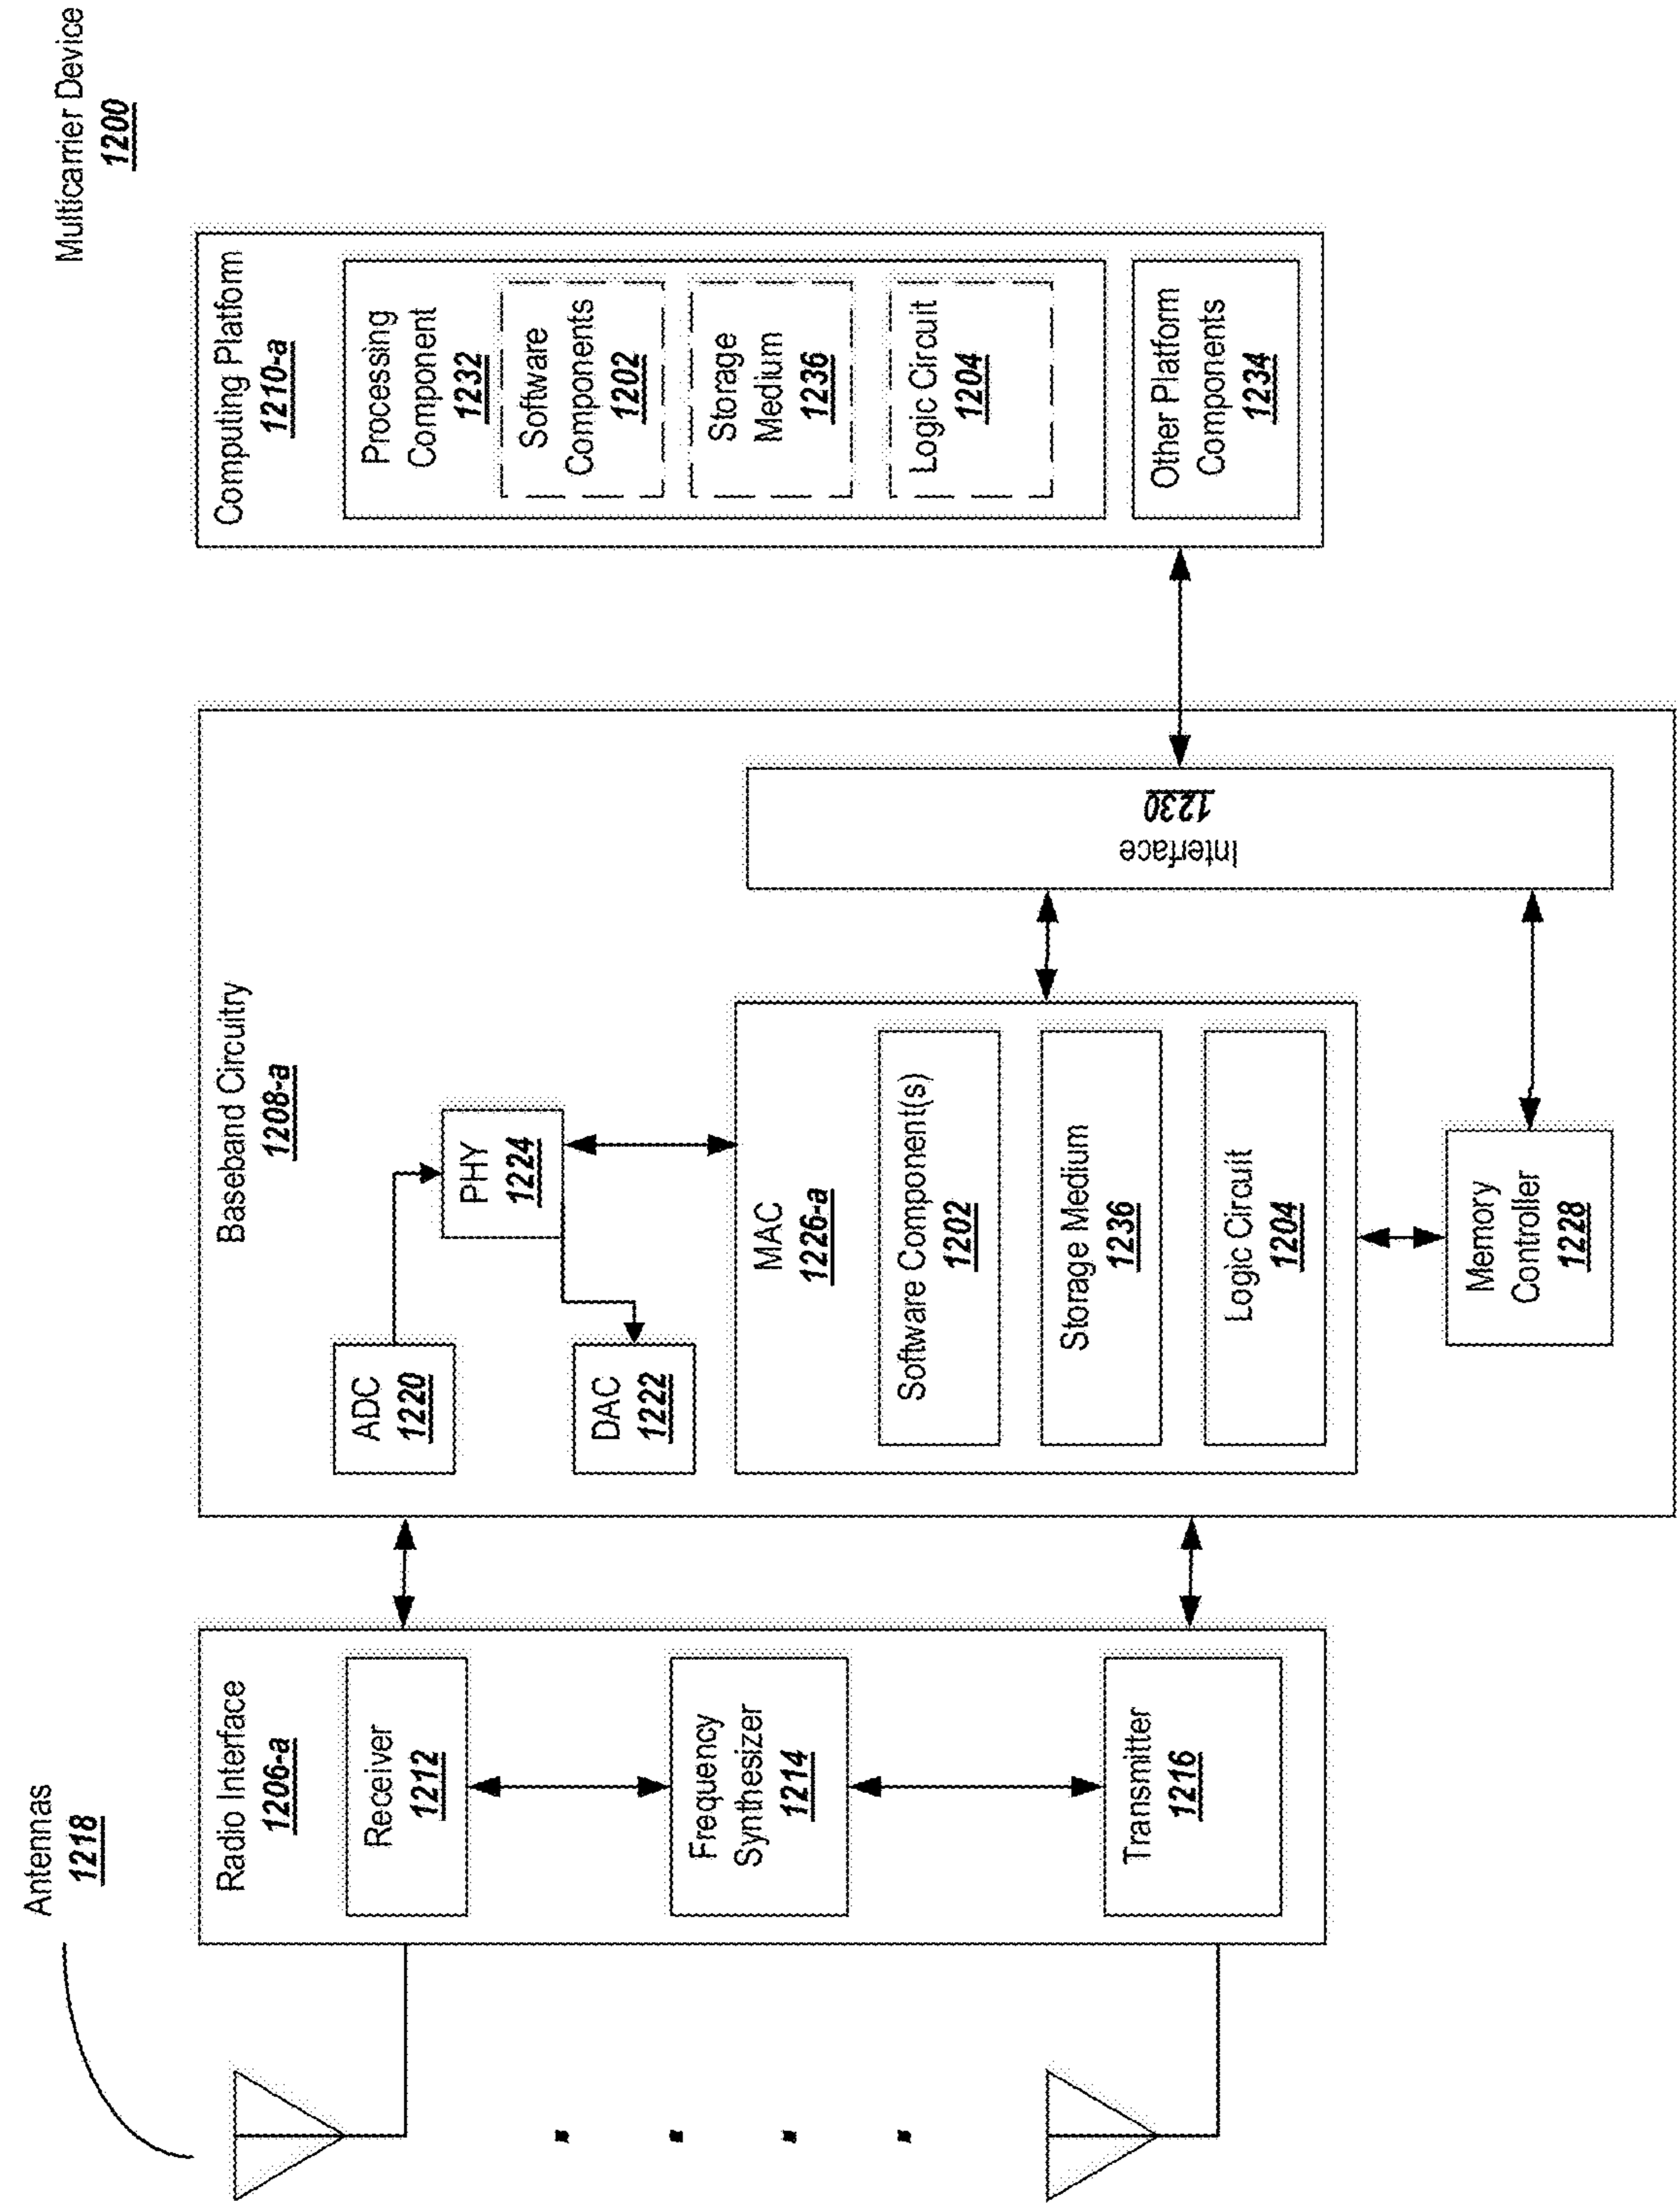 Multicarrier Device
1200
Antennas
1218
Radio Interface
1206-a
Receiver
1212
Frequency
Synthesizer
1214
Transmitter
1216
Baseband Circuitry
1208-a
ADC
1220
PHY
1224
DAC
1222
MAC
1226-a
Software Component(s)
1202
Storage Medium
1236
Logic Circuit
1204
Memory
Controller
1228
Interface
1230
Computing Platform
1210-a
Processing
Component
1232
Software
Components
1202
Storage
Medium
1236
Logic Circuit
1204
Other Platform
Components
1234